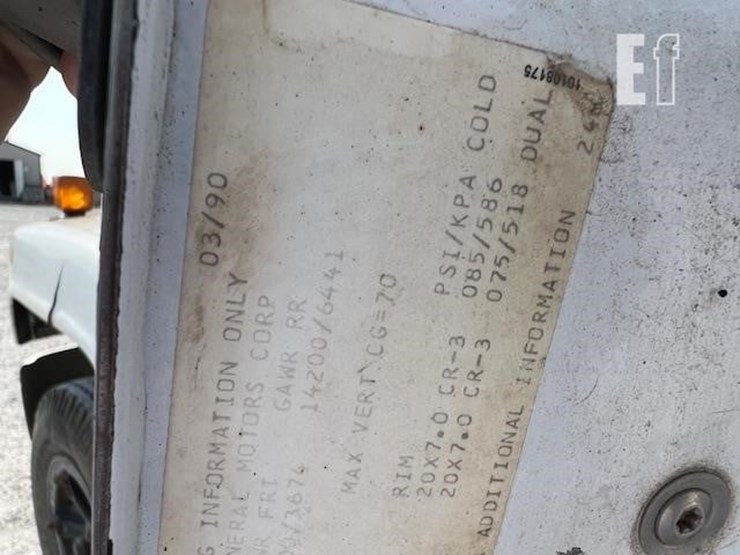 03/90
INFORMATION ONLY
MOTORS CORP
FRT GAWR RR
/3674 14200/6441
MAX VERT CG=70
RIM PSI/KPA COLD
20X7.0 CR-3 085/586
20X7.0 CR-3 075/518 DUAL
ADDITIONAL INFORMATION
10108175
Ef